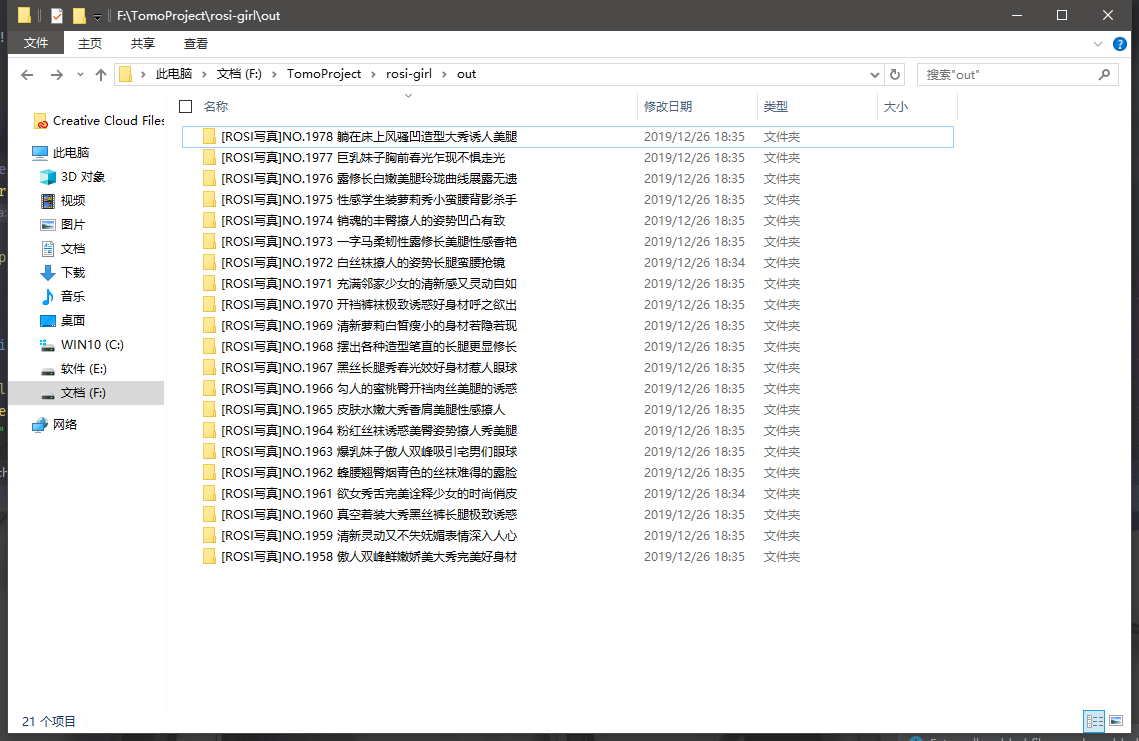 F:\TomoProject\rosi-girl\out
文件 主页 共享 查看
此电脑 文档 (F:) TomoProject rosi-girl out 搜索"out"
名称 修改日期 类型 大小
Creative Cloud Files
此电脑
3D 对象
视频
图片
文档
下载
音乐
桌面
WIN10 (C:)
软件 (E:)
文档 (F:)
网络
[ROSI写真]NO.1978 躺在床上风骚凹造型大秀诱人美腿 2019/12/26 18:35 文件夹
[ROSI写真]NO.1977 巨乳妹子胸前春光乍现不惧走光 2019/12/26 18:35 文件夹
[ROSI写真]NO.1976 露修长白嫩美腿玲珑曲线展露无遗 2019/12/26 18:35 文件夹
[ROSI写真]NO.1975 性感学生装萝莉秀小蛮腰背影杀手 2019/12/26 18:35 文件夹
[ROSI写真]NO.1974 销魂的丰臀撩人的姿势凹凸有致 2019/12/26 18:35 文件夹
[ROSI写真]NO.1973 一字马柔韧性露修长美腿性感香艳 2019/12/26 18:35 文件夹
[ROSI写真]NO.1972 白丝袜撩人的姿势长腿蛮腰抢镜 2019/12/26 18:34 文件夹
[ROSI写真]NO.1971 充满邻家少女的清新感又灵动自如 2019/12/26 18:35 文件夹
[ROSI写真]NO.1970 开裆裤袜极致诱惑好身材呼之欲出 2019/12/26 18:35 文件夹
[ROSI写真]NO.1969 清新萝莉白皙瘦小的身材若隐若现 2019/12/26 18:35 文件夹
[ROSI写真]NO.1968 摆出各种造型笔直的长腿更显修长 2019/12/26 18:35 文件夹
[ROSI写真]NO.1967 黑丝长腿秀春光姣好身材惹人眼球 2019/12/26 18:35 文件夹
[ROSI写真]NO.1966 勾人的蜜桃臀开裆肉丝美腿的诱惑 2019/12/26 18:35 文件夹
[ROSI写真]NO.1965 皮肤水嫩大秀香肩美腿性感撩人 2019/12/26 18:35 文件夹
[ROSI写真]NO.1964 粉红丝袜诱惑美臀姿势撩人秀美腿 2019/12/26 18:35 文件夹
[ROSI写真]NO.1963 爆乳妹子傲人双峰吸引宅男们眼球 2019/12/26 18:35 文件夹
[ROSI写真]NO.1962 蜂腰翘臀烟青色的丝袜难得的露脸 2019/12/26 18:35 文件夹
[ROSI写真]NO.1961 欲女秀舌完美诠释少女的时尚俏皮 2019/12/26 18:34 文件夹
[ROSI写真]NO.1960 真空着装大秀黑丝裤长腿极致诱惑 2019/12/26 18:35 文件夹
[ROSI写真]NO.1959 清新灵动又不失妩媚表情深入人心 2019/12/26 18:35 文件夹
[ROSI写真]NO.1958 傲人双峰鲜嫩娇美大秀完美好身材 2019/12/26 18:35 文件夹
21 个项目